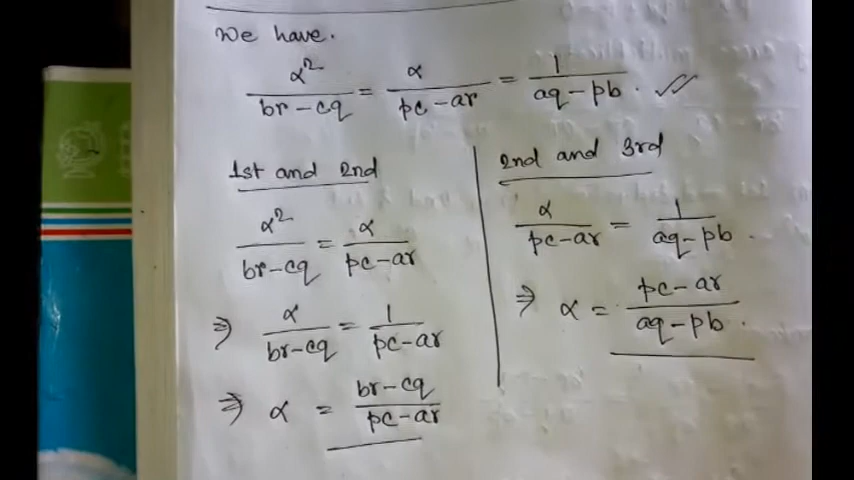 We have.
α²/(br-cq) = α/(pc-ar) = 1/(aq-pb).
1st and 2nd
α²/(br-cq) = α/(pc-ar)
⇒ α/(br-cq) = 1/(pc-ar)
⇒ α = (br-cq)/(pc-ar)
2nd and 3rd
α/(pc-ar) = 1/(aq-pb).
⇒ α = (pc-ar)/(aq-pb).